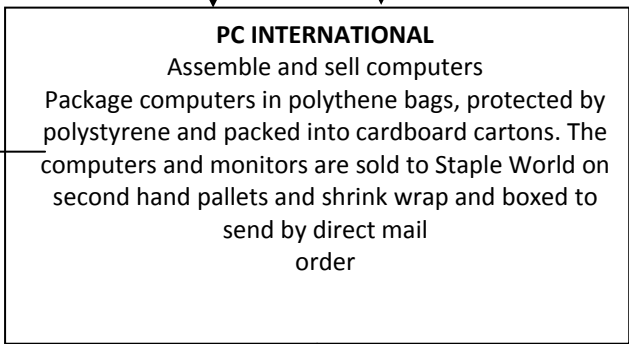 PC INTERNATIONAL
Assemble and sell computers
Package computers in polythene bags, protected by
polystyrene and packed into cardboard cartons. The
computers and monitors are sold to Staple World on
second hand pallets and shrink wrap and boxed to
send by direct mail
order